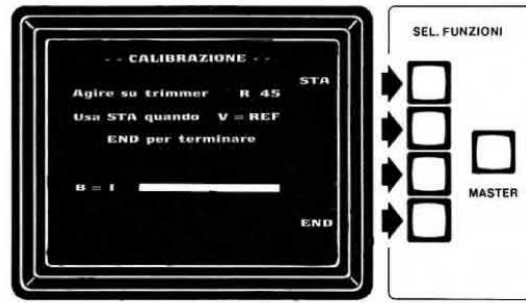 - - CALIBRAZIONE - -
STA
Agire su trimmer R 45
Usa STA quando V = REF
END per terminare
B = I
END
SEL. FUNZIONI
MASTER